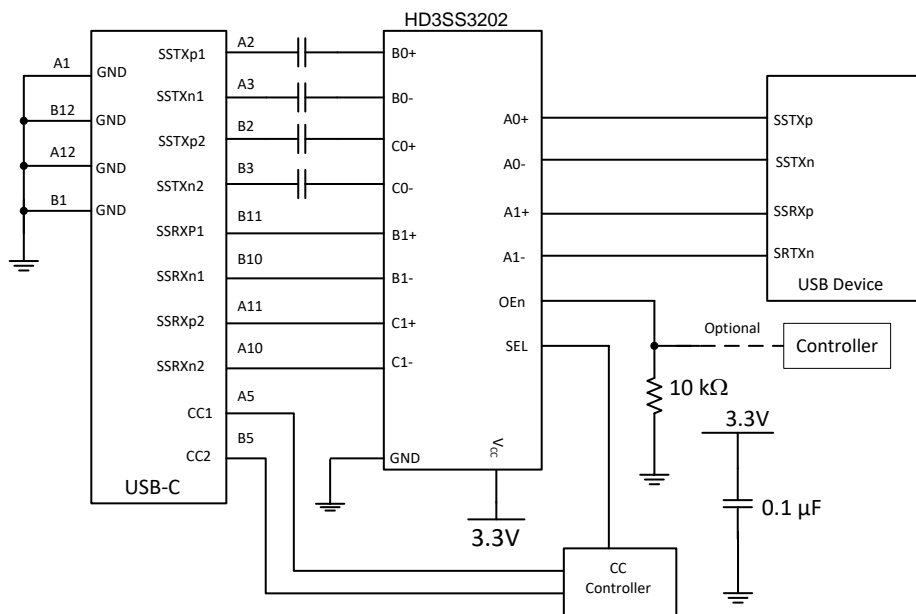 HD3SS3202
A1
GND
B12
GND
A12
GND
B1
GND
SSTXp1
A2
SSTXn1
A3
SSTXp2
B2
SSTXn2
B3
SSRXP1
B11
SSRXn1
B10
SSRXp2
A11
SSRXn2
A10
CC1
A5
CC2
B5
USB-C
B0+
B0-
C0+
C0-
B1+
B1-
C1+
C1-
GND
A0+
A0-
A1+
A1-
OEn
SEL
VCC
3.3V
SSTXp
SSTXn
SSRXp
SRTXn
USB Device
Optional
Controller
10 kΩ
3.3V
0.1 µF
CC
Controller